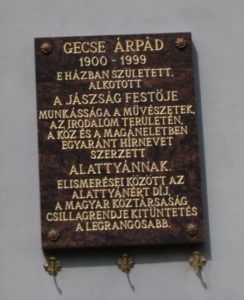 GECSE ÁRPÁD
1900 - 1999
E HÁZBAN SZÜLETETT,
ALKOTOTT
A JÁSZSÁG FESTŐJE
MUNKÁSSÁGA A MŰVÉSZETEK,
AZ IRODALOM TERÜLETÉN,
A KÖZ ÉS A MAGÁNÉLETBEN
EGYARÁNT HÍRNEVET
SZERZETT
ALATTYÁNNAK.
ELISMERÉSEI KÖZÖTT AZ
ALATTYÁNÉRT DÍJ,
A MAGYAR KÖZTÁRSASÁG
CSILLAGRENDJE KITÜNTETÉS
A LEGRANGOSABB.